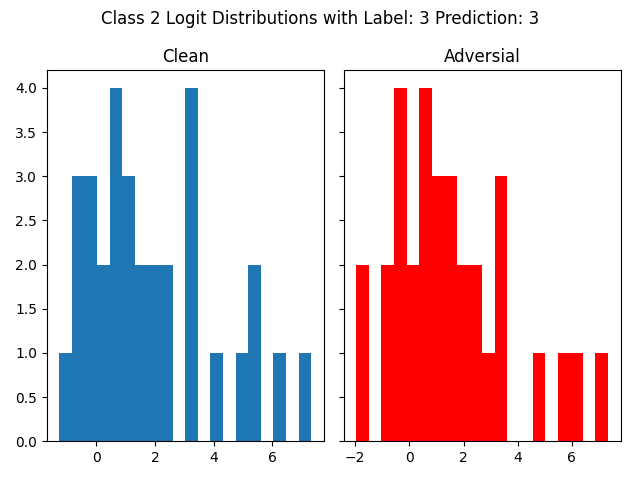 Class 2 Logit Distributions with Label: 3 Prediction: 3
Clean
Adversial
4.0
3.5
3.0
2.5
2.0
1.5
1.0
0.5
0.0
0 2 4 6
−2 0 2 4 6